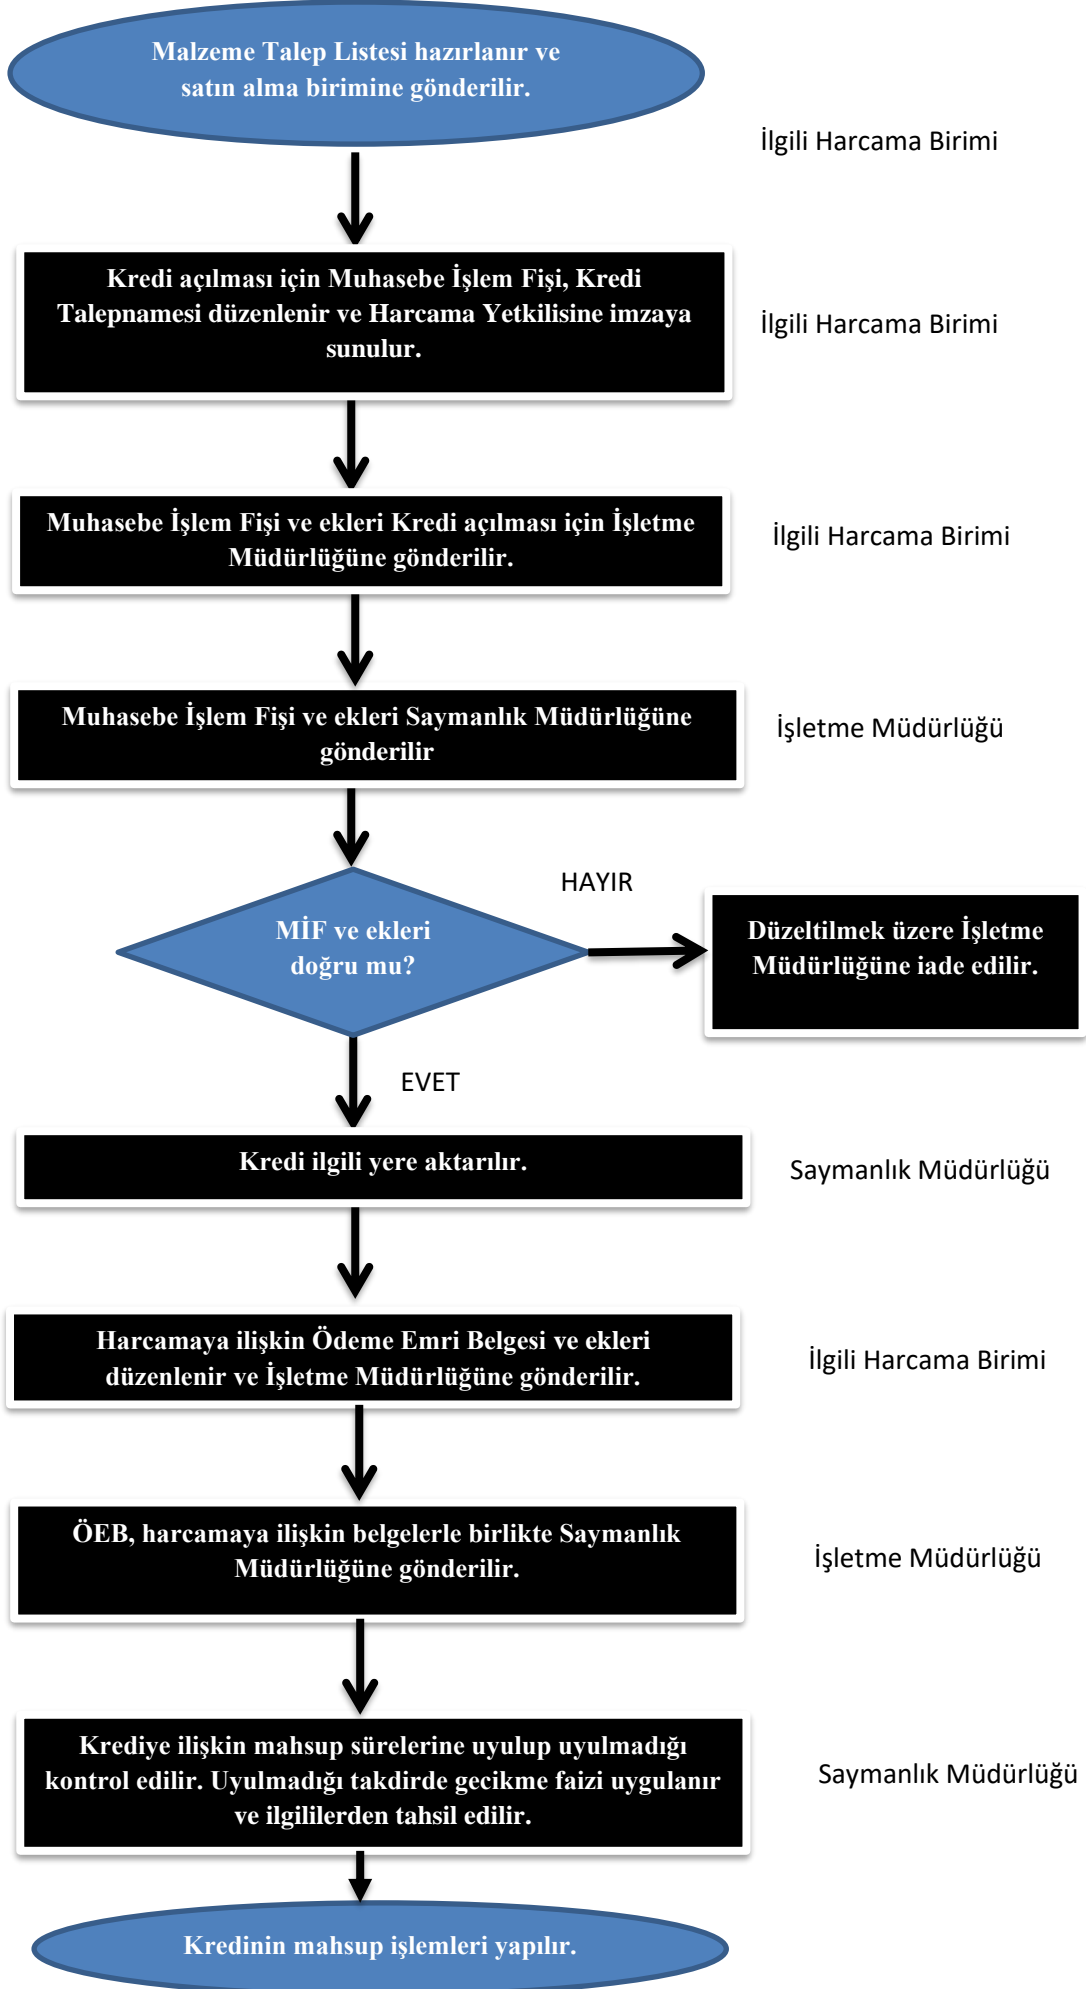 Malzeme Talep Listesi hazırlanır ve
satın alma birimine gönderilir.
İlgili Harcama Birimi
Kredi açılması için Muhasebe İşlem Fişi, Kredi
Talepnamesi düzenlenir ve Harcama Yetkilisine imzaya
sunulur.
İlgili Harcama Birimi
Muhasebe İşlem Fişi ve ekleri Kredi açılması için İşletme
Müdürlüğüne gönderilir.
İlgili Harcama Birimi
Muhasebe İşlem Fişi ve ekleri Saymanlık Müdürlüğüne
gönderilir
İşletme Müdürlüğü
MİF ve ekleri
doğru mu?
HAYIR
Düzeltilmek üzere İşletme
Müdürlüğüne iade edilir.
EVET
Kredi ilgili yere aktarılır.
Saymanlık Müdürlüğü
Harcamaya ilişkin Ödeme Emri Belgesi ve ekleri
düzenlenir ve İşletme Müdürlüğüne gönderilir.
İlgili Harcama Birimi
ÖEB, harcamaya ilişkin belgelerle birlikte Saymanlık
Müdürlüğüne gönderilir.
İşletme Müdürlüğü
Krediye ilişkin mahsup sürelerine uyulup uyulmadığı
kontrol edilir. Uyulmadığı takdirde gecikme faizi uygulanır
ve ilgililerden tahsil edilir.
Saymanlık Müdürlüğü
Kredinin mahsup işlemleri yapılır.